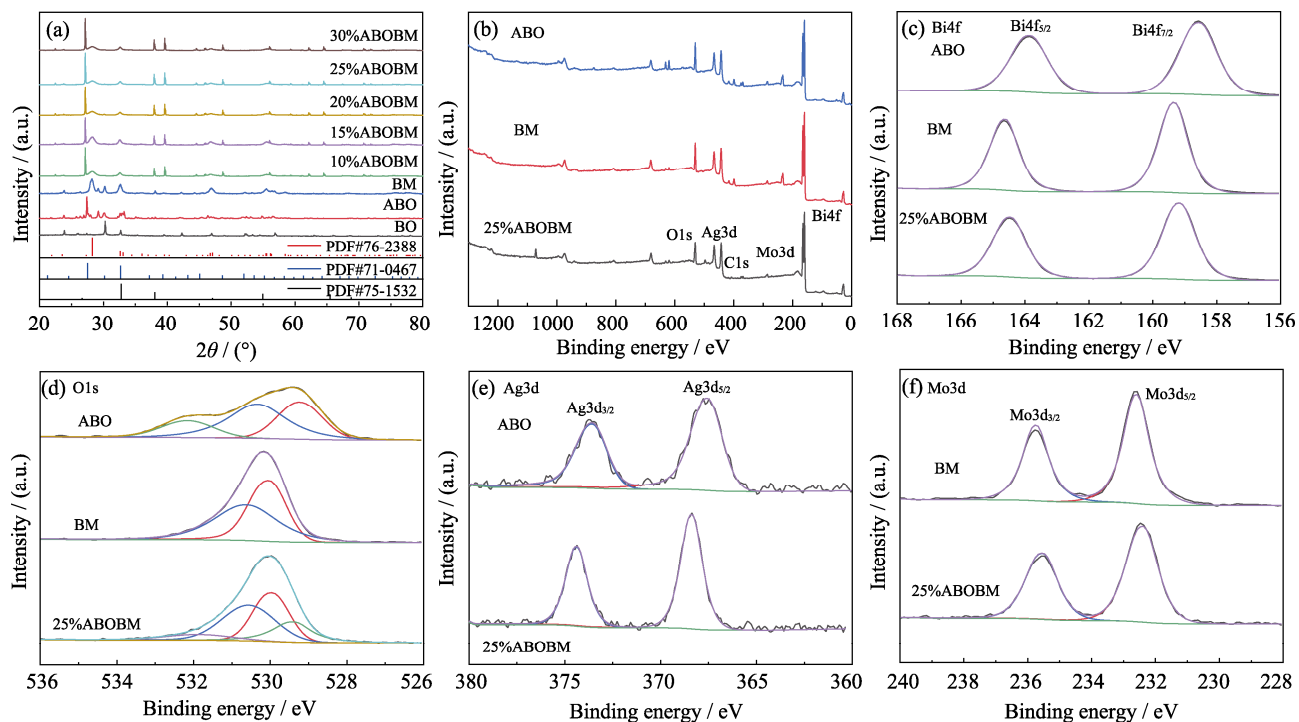 (a)
30%ABOBM
25%ABOBM
20%ABOBM
15%ABOBM
10%ABOBM
BM
ABO
BO
PDF#76-2388
PDF#71-0467
PDF#75-1532
20 30 40 50 60 70 80
2θ / (°)
Intensity / (a.u.)
(b)
ABO
BM
25%ABOBM
O1s
Ag3d
C1s
Mo3d
Bi4f
1200 1000 800 600 400 200 0
Binding energy / eV
Intensity / (a.u.)
(c)
Bi4f
Bi4f5/2
Bi4f7/2
ABO
BM
25%ABOBM
168 166 164 162 160 158 156
Binding energy / eV
Intensity / (a.u.)
(d)
O1s
ABO
BM
25%ABOBM
536 534 532 530 528 526
Binding energy / eV
Intensity / (a.u.)
(e)
Ag3d
Ag3d3/2
Ag3d5/2
ABO
25%ABOBM
380 375 370 365 360
Binding energy / eV
Intensity / (a.u.)
(f)
Mo3d
Mo3d3/2
Mo3d5/2
BM
25%ABOBM
240 238 236 234 232 230 228
Binding energy / eV
Intensity / (a.u.)